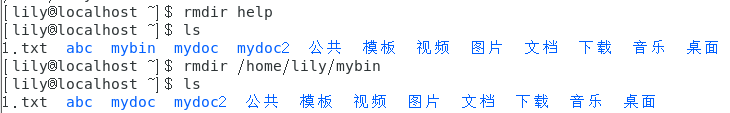 [lily@localhost ~]$ rmdir help
[lily@localhost ~]$ ls
1.txt abc mybin mydoc mydoc2 公共 模板 视频 图片 文档 下载 音乐 桌面
[lily@localhost ~]$ rmdir /home/lily/mybin
[lily@localhost ~]$ ls
1.txt abc mydoc mydoc2 公共 模板 视频 图片 文档 下载 音乐 桌面